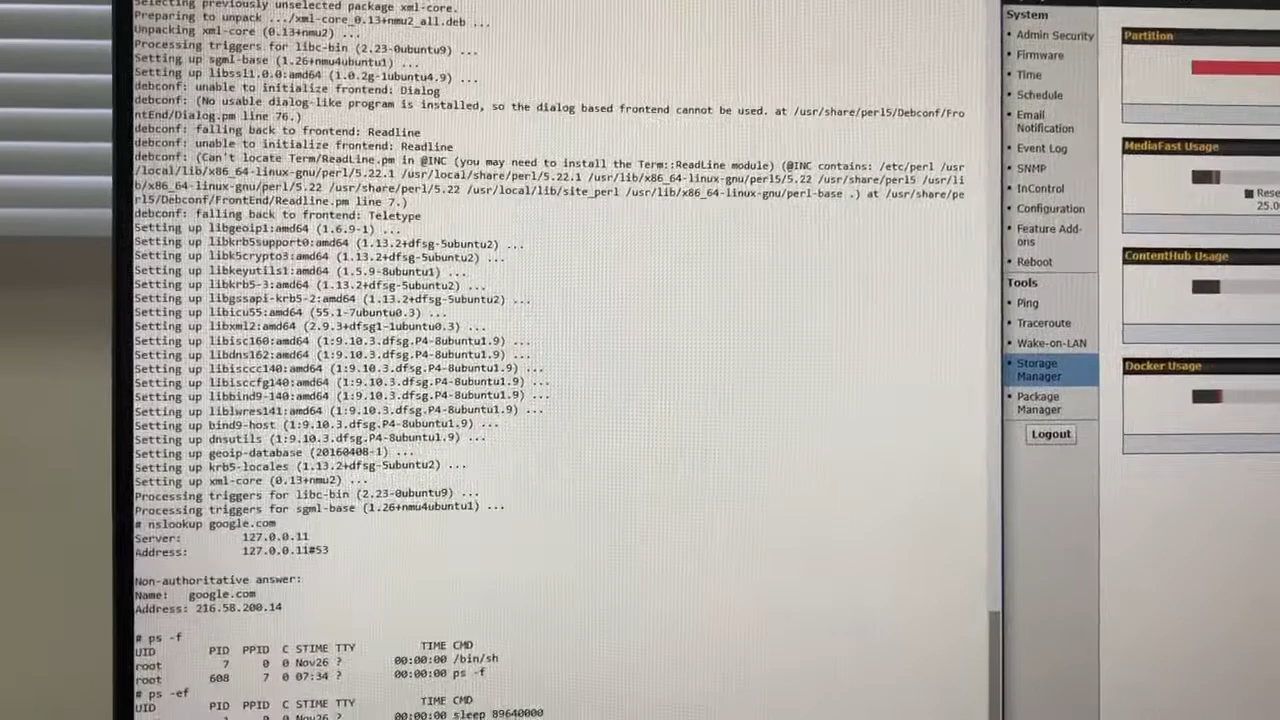 Selecting previously unselected package xml-core.
Preparing to unpack .../xml-core_0.13+nmu2_all.deb ...
Unpacking xml-core (0.13+nmu2) ...
Processing triggers for libc-bin (2.23-0ubuntu9) ...
Setting up sgml-base (1.26+nmu4ubuntu1) ...
Setting up libssl1.0.0:amd64 (1.0.2g-1ubuntu4.9) ...
debconf: unable to initialize frontend: Dialog
debconf: (No usable dialog-like program is installed, so the dialog based frontend cannot be used. at /usr/share/perl5/Debconf/Fro
ntEnd/Dialog.pm line 76.)
debconf: falling back to frontend: Readline
debconf: unable to initialize frontend: Readline
debconf: (Can't locate Term/ReadLine.pm in @INC (you may need to install the Term::ReadLine module) (@INC contains: /etc/perl /usr
/local/lib/x86_64-linux-gnu/perl/5.22.1 /usr/local/share/perl/5.22.1 /usr/lib/x86_64-linux-gnu/perl5/5.22 /usr/share/perl5 /usr/li
b/x86_64-linux-gnu/perl/5.22 /usr/share/perl/5.22 /usr/local/lib/site_perl /usr/lib/x86_64-linux-gnu/perl-base .) at /usr/share/pe
rl5/Debconf/FrontEnd/Readline.pm line 7.)
debconf: falling back to frontend: Teletype
Setting up libgeoip1:amd64 (1.6.9-1) ...
Setting up libkrb5support0:amd64 (1.13.2+dfsg-5ubuntu2) ...
Setting up libk5crypto3:amd64 (1.13.2+dfsg-5ubuntu2) ...
Setting up libkeyutils1:amd64 (1.5.9-8ubuntu1) ...
Setting up libkrb5-3:amd64 (1.13.2+dfsg-5ubuntu2) ...
Setting up libgssapi-krb5-2:amd64 (1.13.2+dfsg-5ubuntu2) ...
Setting up libicu55:amd64 (55.1-7ubuntu0.3) ...
Setting up libxml2:amd64 (2.9.3+dfsg1-1ubuntu0.3) ...
Setting up libisc160:amd64 (1:9.10.3.dfsg.P4-8ubuntu1.9) ...
Setting up libdns162:amd64 (1:9.10.3.dfsg.P4-8ubuntu1.9) ...
Setting up libisccc140:amd64 (1:9.10.3.dfsg.P4-8ubuntu1.9) ...
Setting up libisccfg140:amd64 (1:9.10.3.dfsg.P4-8ubuntu1.9) ...
Setting up libbind9-140:amd64 (1:9.10.3.dfsg.P4-8ubuntu1.9) ...
Setting up liblwres141:amd64 (1:9.10.3.dfsg.P4-8ubuntu1.9) ...
Setting up bind9-host (1:9.10.3.dfsg.P4-8ubuntu1.9) ...
Setting up dnsutils (1:9.10.3.dfsg.P4-8ubuntu1.9) ...
Setting up geoip-database (20160408-1) ...
Setting up krb5-locales (1.13.2+dfsg-5ubuntu2) ...
Setting up xml-core (0.13+nmu2) ...
Processing triggers for libc-bin (2.23-0ubuntu9) ...
Processing triggers for sgml-base (1.26+nmu4ubuntu1) ...
# nslookup google.com
Server: 127.0.0.11
Address: 127.0.0.11#53
Non-authoritative answer:
Name: google.com
Address: 216.58.200.14
# ps -f
UID PID PPID C STIME TTY TIME CMD
root 7 0 0 Nov26 ? 00:00:00 /bin/sh
root 608 7 0 07:34 ? 00:00:00 ps -f
# ps -ef
UID PID PPID C STIME TTY TIME CMD
1 0 0 Nov26 ? 00:00:00 sleep 89640000
System
Admin Security
Firmware
Time
Schedule
Email
Notification
Event Log
SNMP
InControl
Configuration
Feature Add-
ons
Reboot
Tools
Ping
Traceroute
Wake-on-LAN
Storage
Manager
Package
Manager
Logout
Partition
MediaFast Usage
Rese
25.0
ContentHub Usage
Docker Usage